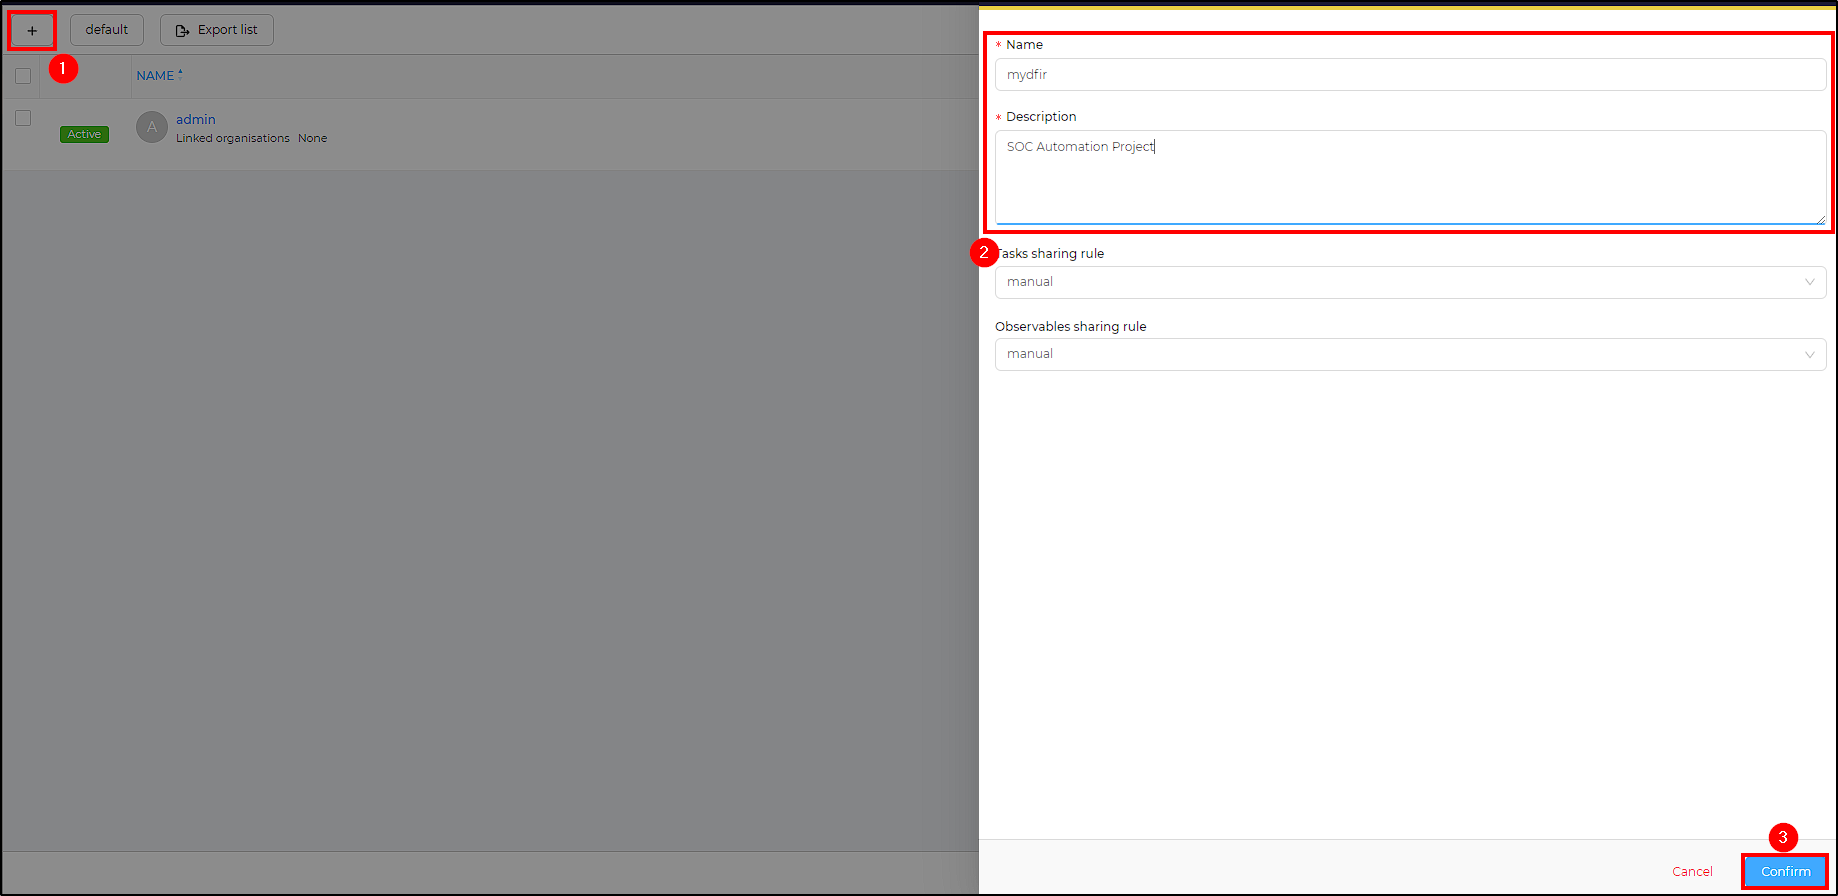 + default Export list
1
NAME
Active
A
admin
Linked organisations None
* Name
mydfir
* Description
SOC Automation Project
2
Tasks sharing rule
manual
Observables sharing rule
manual
3
Cancel Confirm